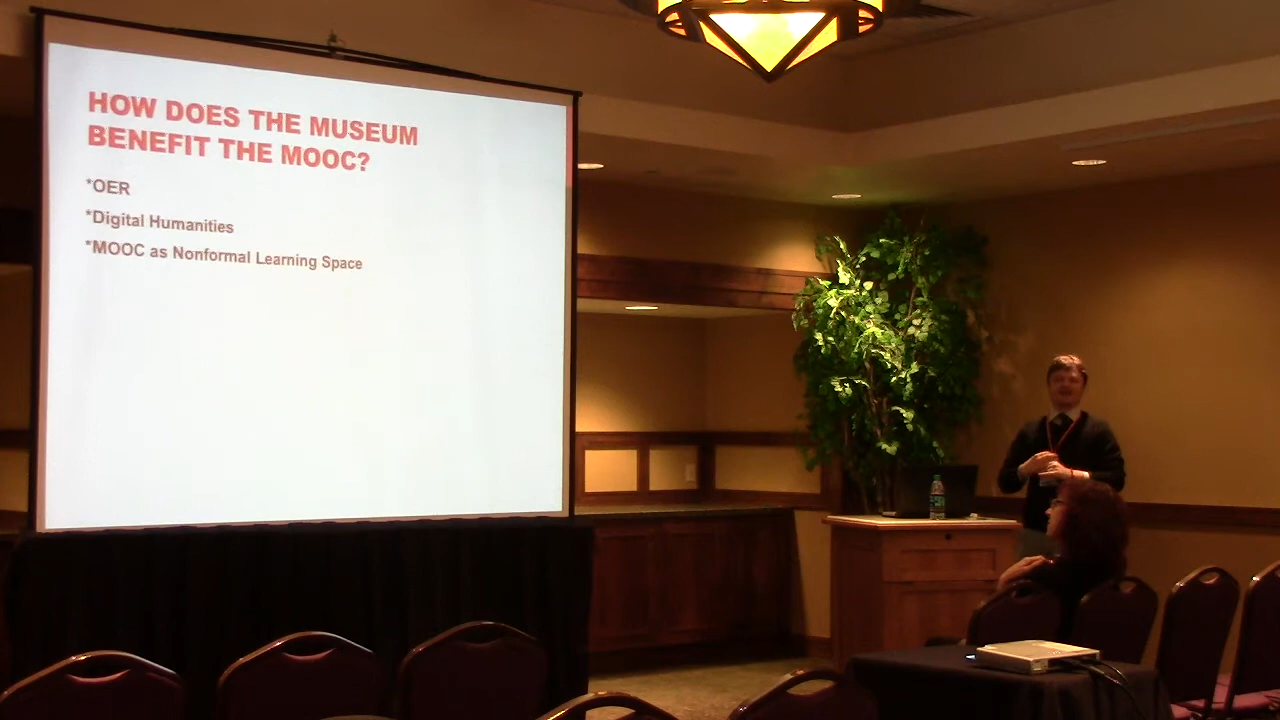 HOW DOES THE MUSEUM
BENEFIT THE MOOC?
*OER
*Digital Humanities
*MOOC as Nonformal Learning Space